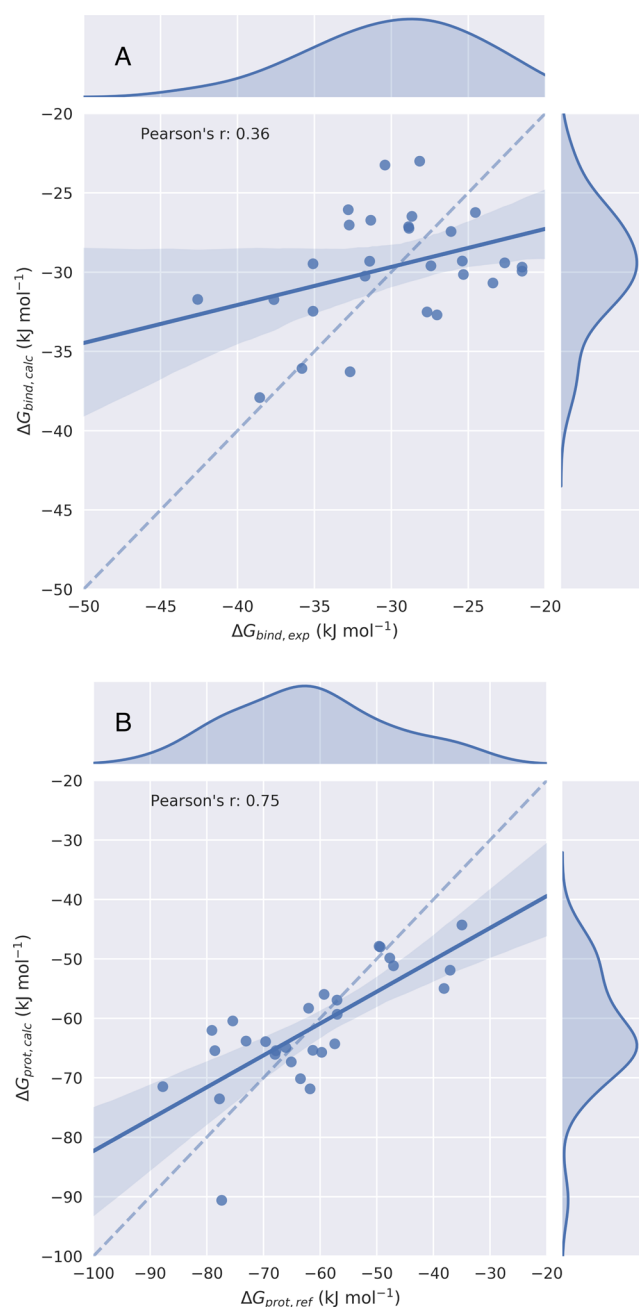 A
Pearson's r: 0.36
−20
−25
−30
−35
−40
−45
−50
ΔG_bind,calc (kJ mol⁻¹)
−50 −45 −40 −35 −30 −25 −20
ΔG_bind,exp (kJ mol⁻¹)
B
Pearson's r: 0.75
−20
−30
−40
−50
−60
−70
−80
−90
−100
ΔG_prot,calc (kJ mol⁻¹)
−100 −90 −80 −70 −60 −50 −40 −30 −20
ΔG_prot,ref (kJ mol⁻¹)